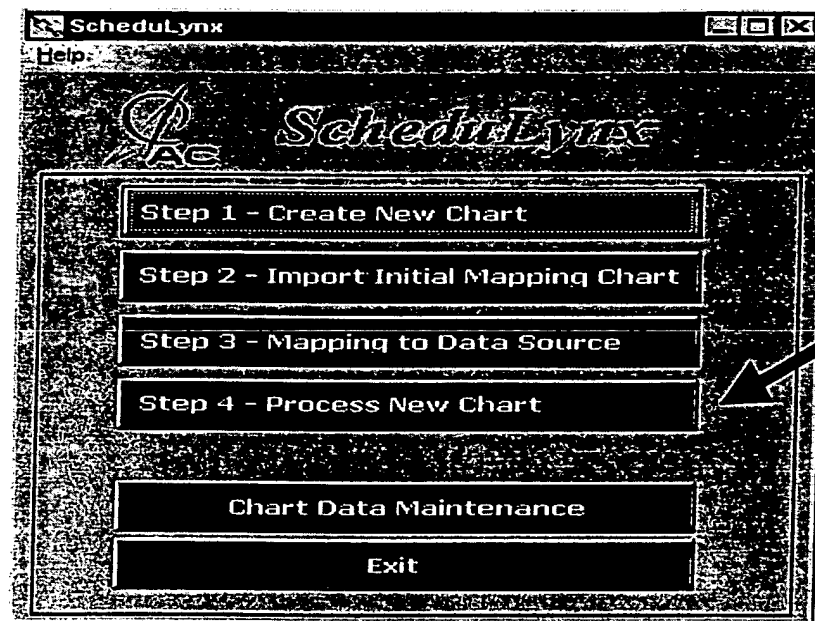 ScheduLynx
Help
AC
ScheduLynx
Step 1 - Create New Chart
Step 2 - Import Initial Mapping Chart
Step 3 - Mapping to Data Source
Step 4 - Process New Chart
Chart Data Maintenance
Exit